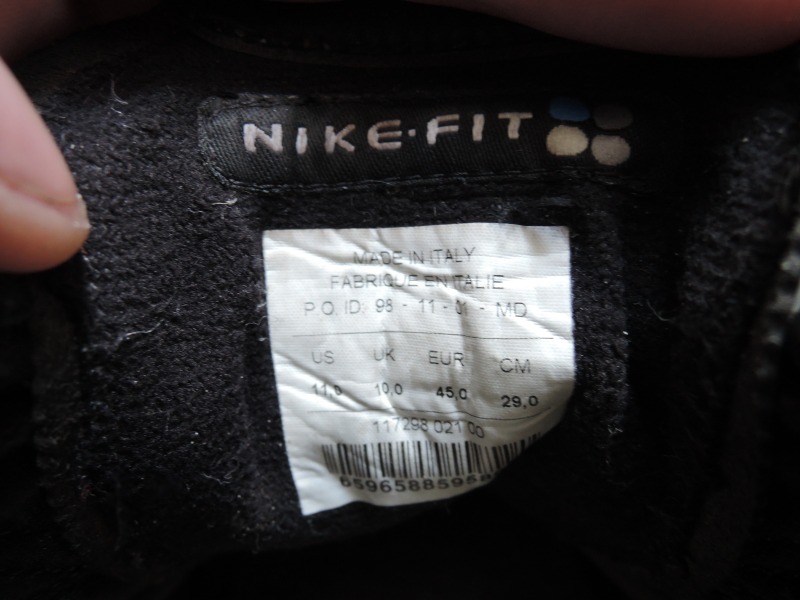 NIKE·FIT
MADE IN ITALY
FABRIQUE EN ITALIE
P.O. ID: 98 - 11 - 01 - MD
US UK EUR CM
11,0 10,0 45,0 29,0
117298 021 00